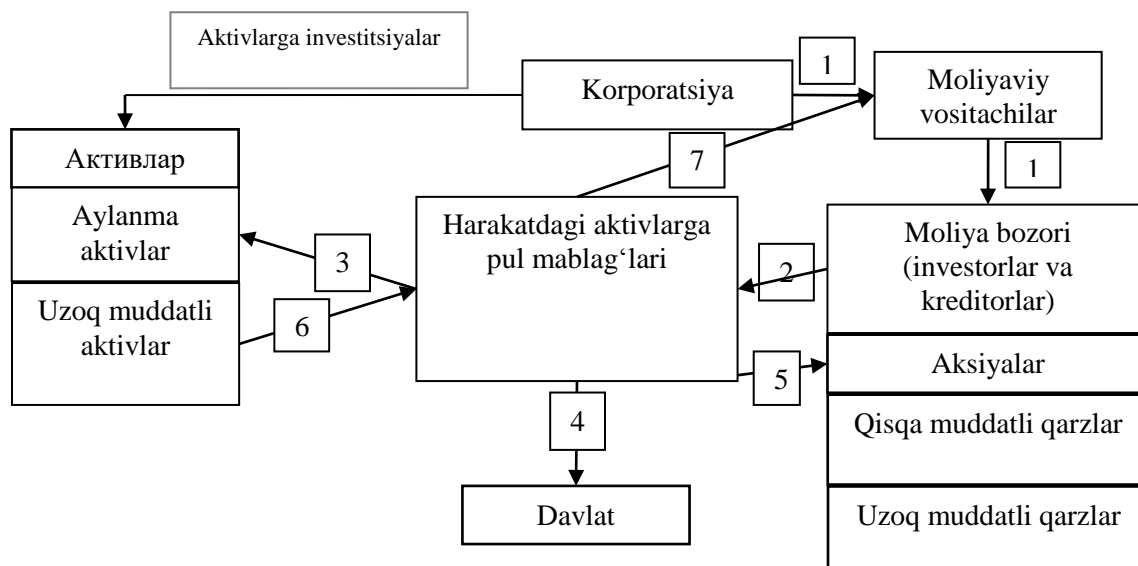 Aktivlarga investitsiyalar
Korporatsiya
1
Moliyaviy
vositachilar
Активлар
Aylanma
aktivlar
Uzoq muddatli
aktivlar
7
1
Harakatdagi aktivlarga
pul mablag‘lari
3
6
2
Moliya bozori
(investorlar va
kreditorlar)
5
Aksiyalar
Qisqa muddatli qarzlar
Uzoq muddatli qarzlar
4
Davlat